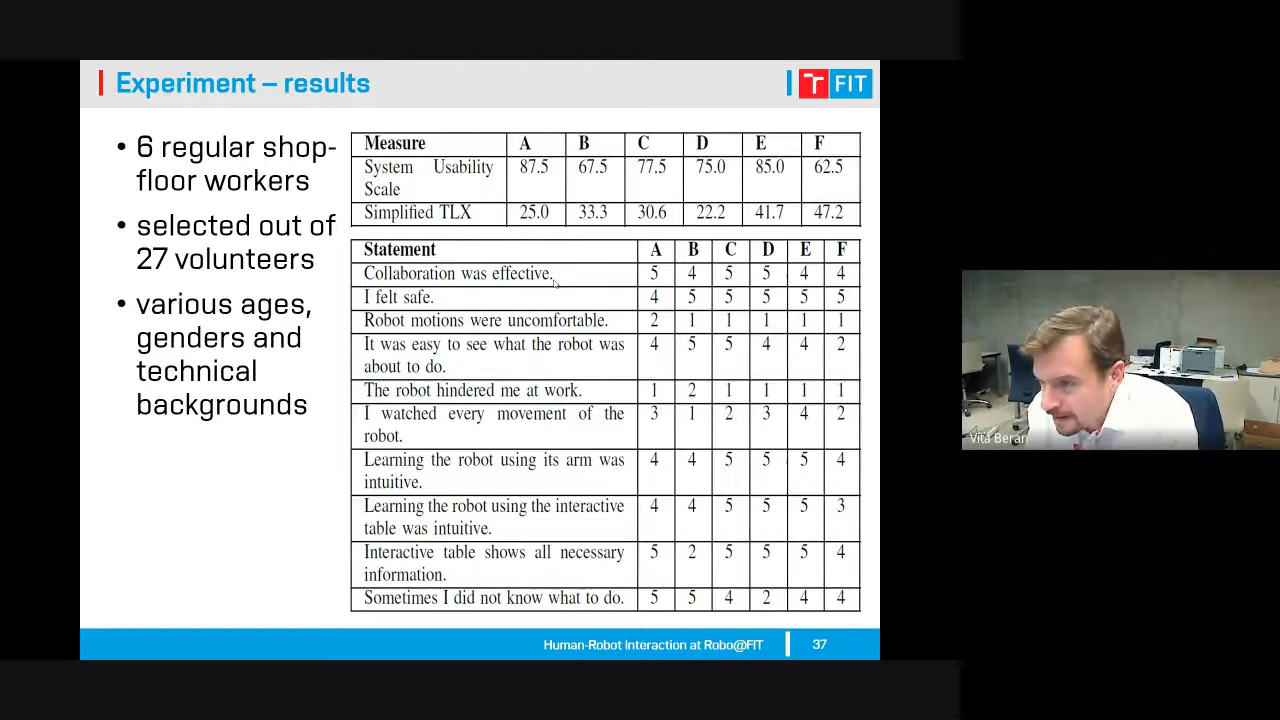 Experiment – results
T FIT
• 6 regular shop-
floor workers
• selected out of
27 volunteers
• various ages,
genders and
technical
backgrounds
Measure A B C D E F
System Usability 87.5 67.5 77.5 75.0 85.0 62.5
Scale
Simplified TLX 25.0 33.3 30.6 22.2 41.7 47.2
Statement A B C D E F
Collaboration was effective. 5 4 5 5 4 4
I felt safe. 4 5 5 5 5 5
Robot motions were uncomfortable. 2 1 1 1 1 1
It was easy to see what the robot was 4 5 5 4 4 2
about to do.
The robot hindered me at work. 1 2 1 1 1 1
I watched every movement of the 3 1 2 3 4 2
robot.
Learning the robot using its arm was 4 4 5 5 5 4
intuitive.
Learning the robot using the interactive 4 4 5 5 5 3
table was intuitive.
Interactive table shows all necessary 5 2 5 5 5 4
information.
Sometimes I did not know what to do. 5 5 4 2 4 4
Human-Robot Interaction at Robo@FIT 37
Vita Beran